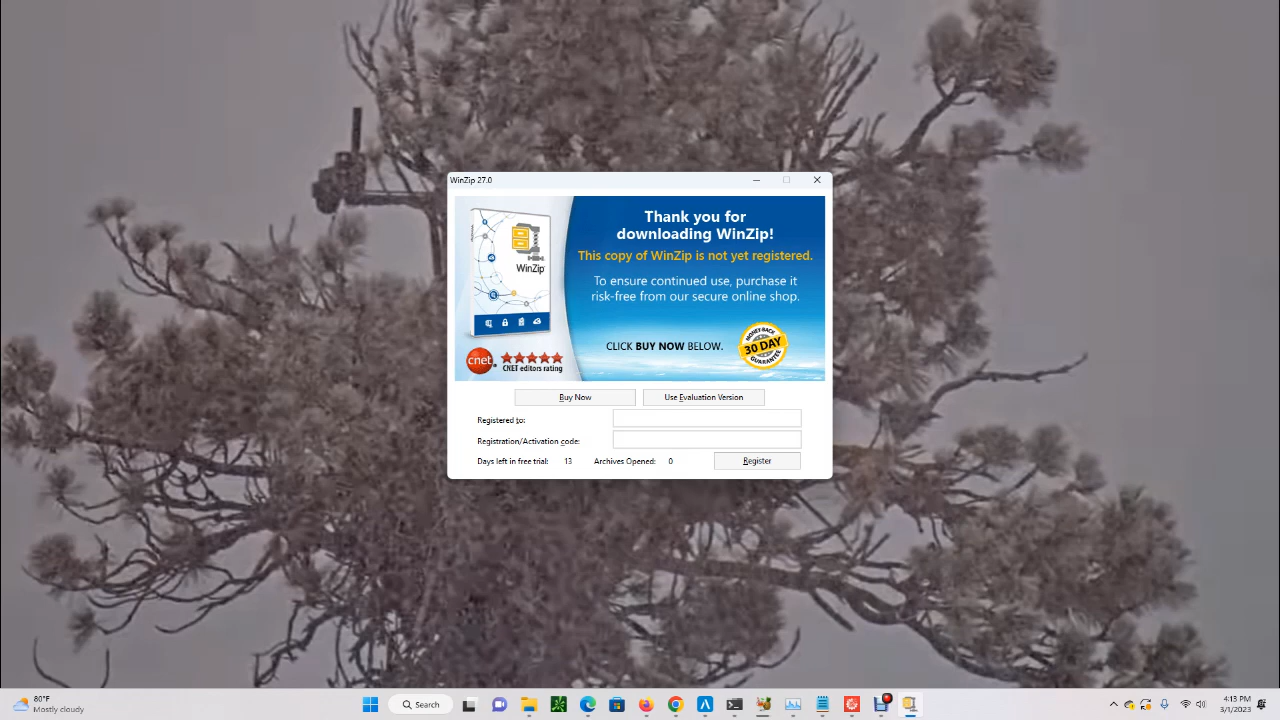 WinZip 27.0
Thank you for
downloading WinZip!
This copy of WinZip is not yet registered.
To ensure continued use, purchase it
risk-free from our secure online shop.
WinZip
CLICK BUY NOW BELOW.
MONEY-BACK
30 DAY
GUARANTEE
cnet
CNET editors rating
Buy Now
Use Evaluation Version
Registered to:
Registration/Activation code:
Days left in free trial: 13 Archives Opened: 0
Register
80°F
Mostly cloudy
Search
4:13 PM
3/1/2023